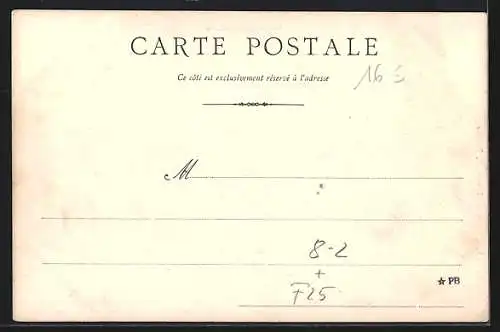 CARTE POSTALE
Ce côté est exclusivement réservé à l'adresse
16
M
8-2
+
F25
☆ PB